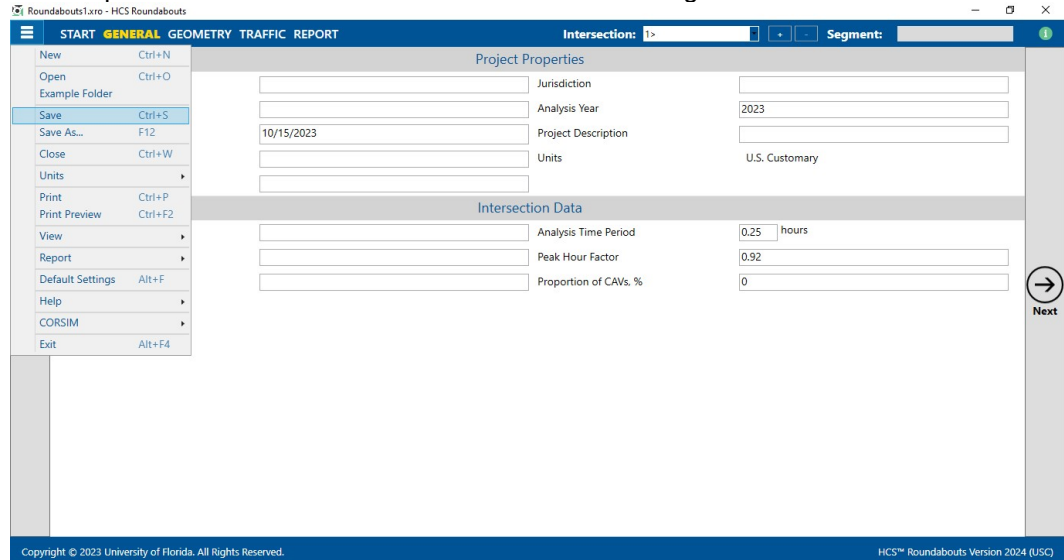 Roundabouts1.xro - HCS Roundabouts
START GENERAL GEOMETRY TRAFFIC REPORT Intersection: 1> + - Segment:
New Ctrl+N
Open Ctrl+O
Example Folder
Save Ctrl+S
Save As... F12
Close Ctrl+W
Units
Print Ctrl+P
Print Preview Ctrl+F2
View
Report
Default Settings Alt+F
Help
CORSIM
Exit Alt+F4
Project Properties
Jurisdiction
Analysis Year 2023
10/15/2023 Project Description
Units U.S. Customary
Intersection Data
Analysis Time Period 0.25 hours
Peak Hour Factor 0.92
Proportion of CAVs, % 0
Next
Copyright © 2023 University of Florida. All Rights Reserved. HCS™ Roundabouts Version 2024 (USC)